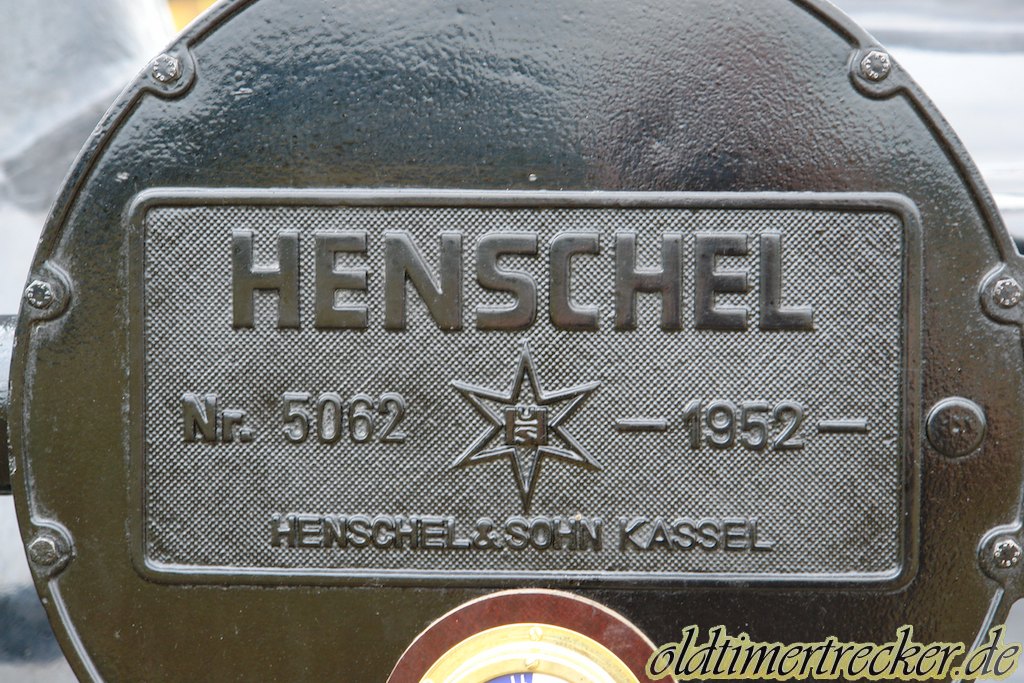 HENSCHEL
Nr. 5062 – 1952 –
HENSCHEL & SOHN KASSEL
oldtimertrecker.de